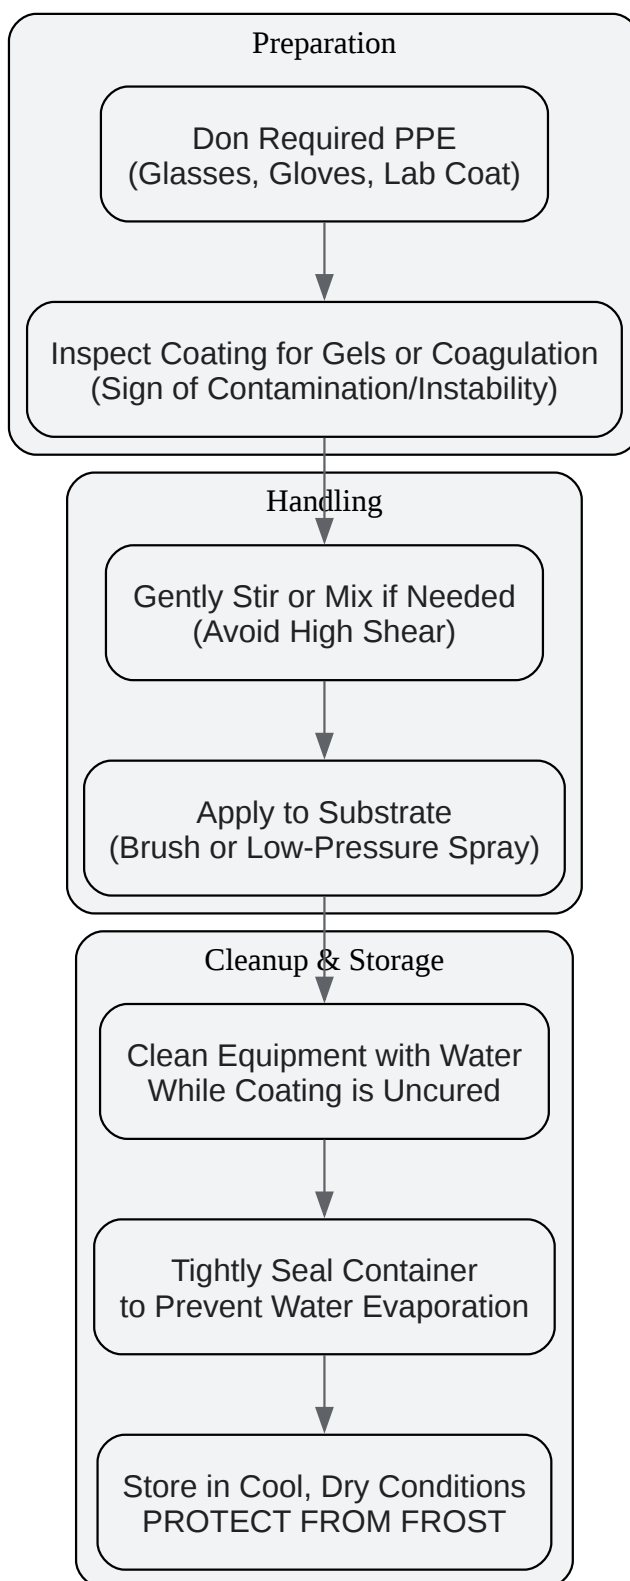 Preparation
Don Required PPE
(Glasses, Gloves, Lab Coat)
Inspect Coating for Gels or Coagulation
(Sign of Contamination/Instability)
Handling
Gently Stir or Mix if Needed
(Avoid High Shear)
Apply to Substrate
(Brush or Low-Pressure Spray)
Cleanup & Storage
Clean Equipment with Water
While Coating is Uncured
Tightly Seal Container
to Prevent Water Evaporation
Store in Cool, Dry Conditions
PROTECT FROM FROST